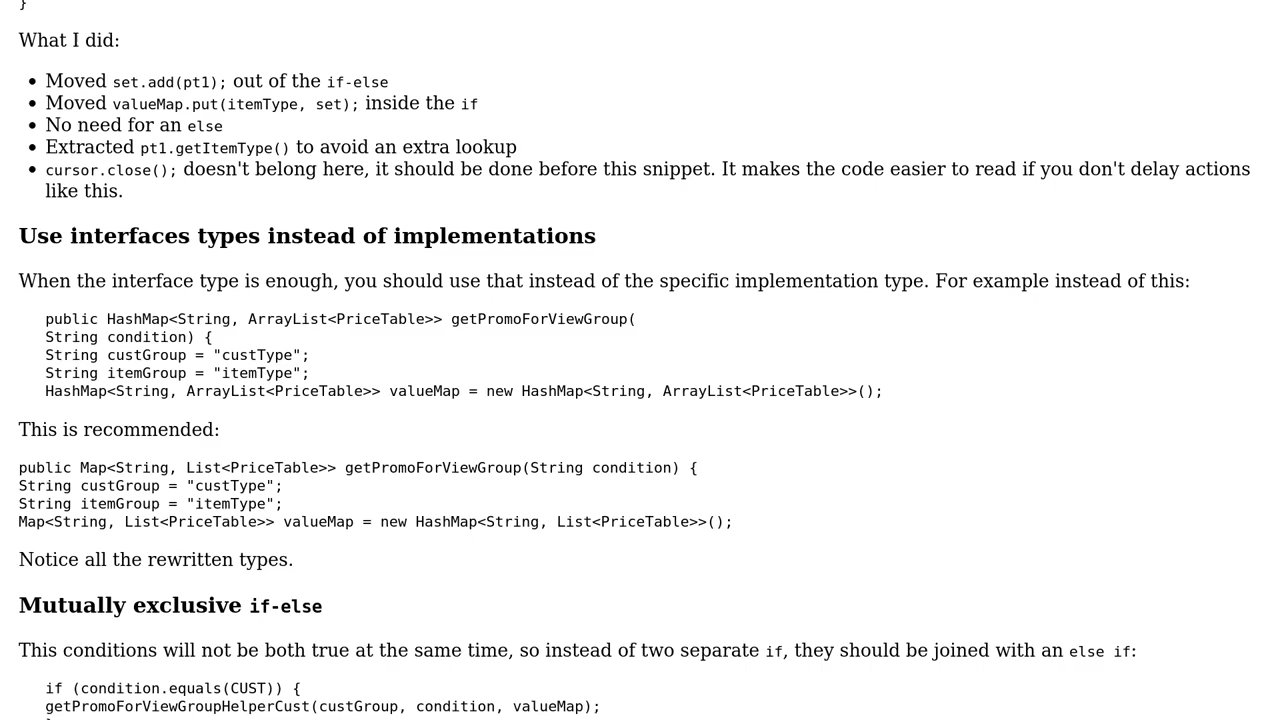 }
What I did:
Moved set.add(pt1); out of the if-else
Moved valueMap.put(itemType, set); inside the if
No need for an else
Extracted pt1.getItemType() to avoid an extra lookup
cursor.close(); doesn't belong here, it should be done before this snippet. It makes the code easier to read if you don't delay actions
like this.
Use interfaces types instead of implementations
When the interface type is enough, you should use that instead of the specific implementation type. For example instead of this:
public HashMap<String, ArrayList<PriceTable>> getPromoForViewGroup(
String condition) {
String custGroup = "custType";
String itemGroup = "itemType";
HashMap<String, ArrayList<PriceTable>> valueMap = new HashMap<String, ArrayList<PriceTable>>();
This is recommended:
public Map<String, List<PriceTable>> getPromoForViewGroup(String condition) {
String custGroup = "custType";
String itemGroup = "itemType";
Map<String, List<PriceTable>> valueMap = new HashMap<String, List<PriceTable>>();
Notice all the rewritten types.
Mutually exclusive if-else
This conditions will not be both true at the same time, so instead of two separate if, they should be joined with an else if:
if (condition.equals(CUST)) {
getPromoForViewGroupHelperCust(custGroup, condition, valueMap);